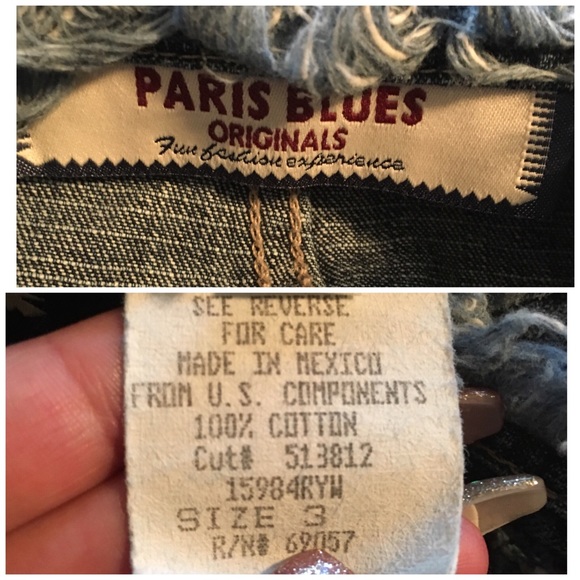 PARIS BLUES
ORIGINALS
Fun fashion experience
SEE REVERSE
FOR CARE
MADE IN MEXICO
FROM U.S. COMPONENTS
100% COTTON
Cut# 513812
15984RYW
SIZE 3
R/N# 69057